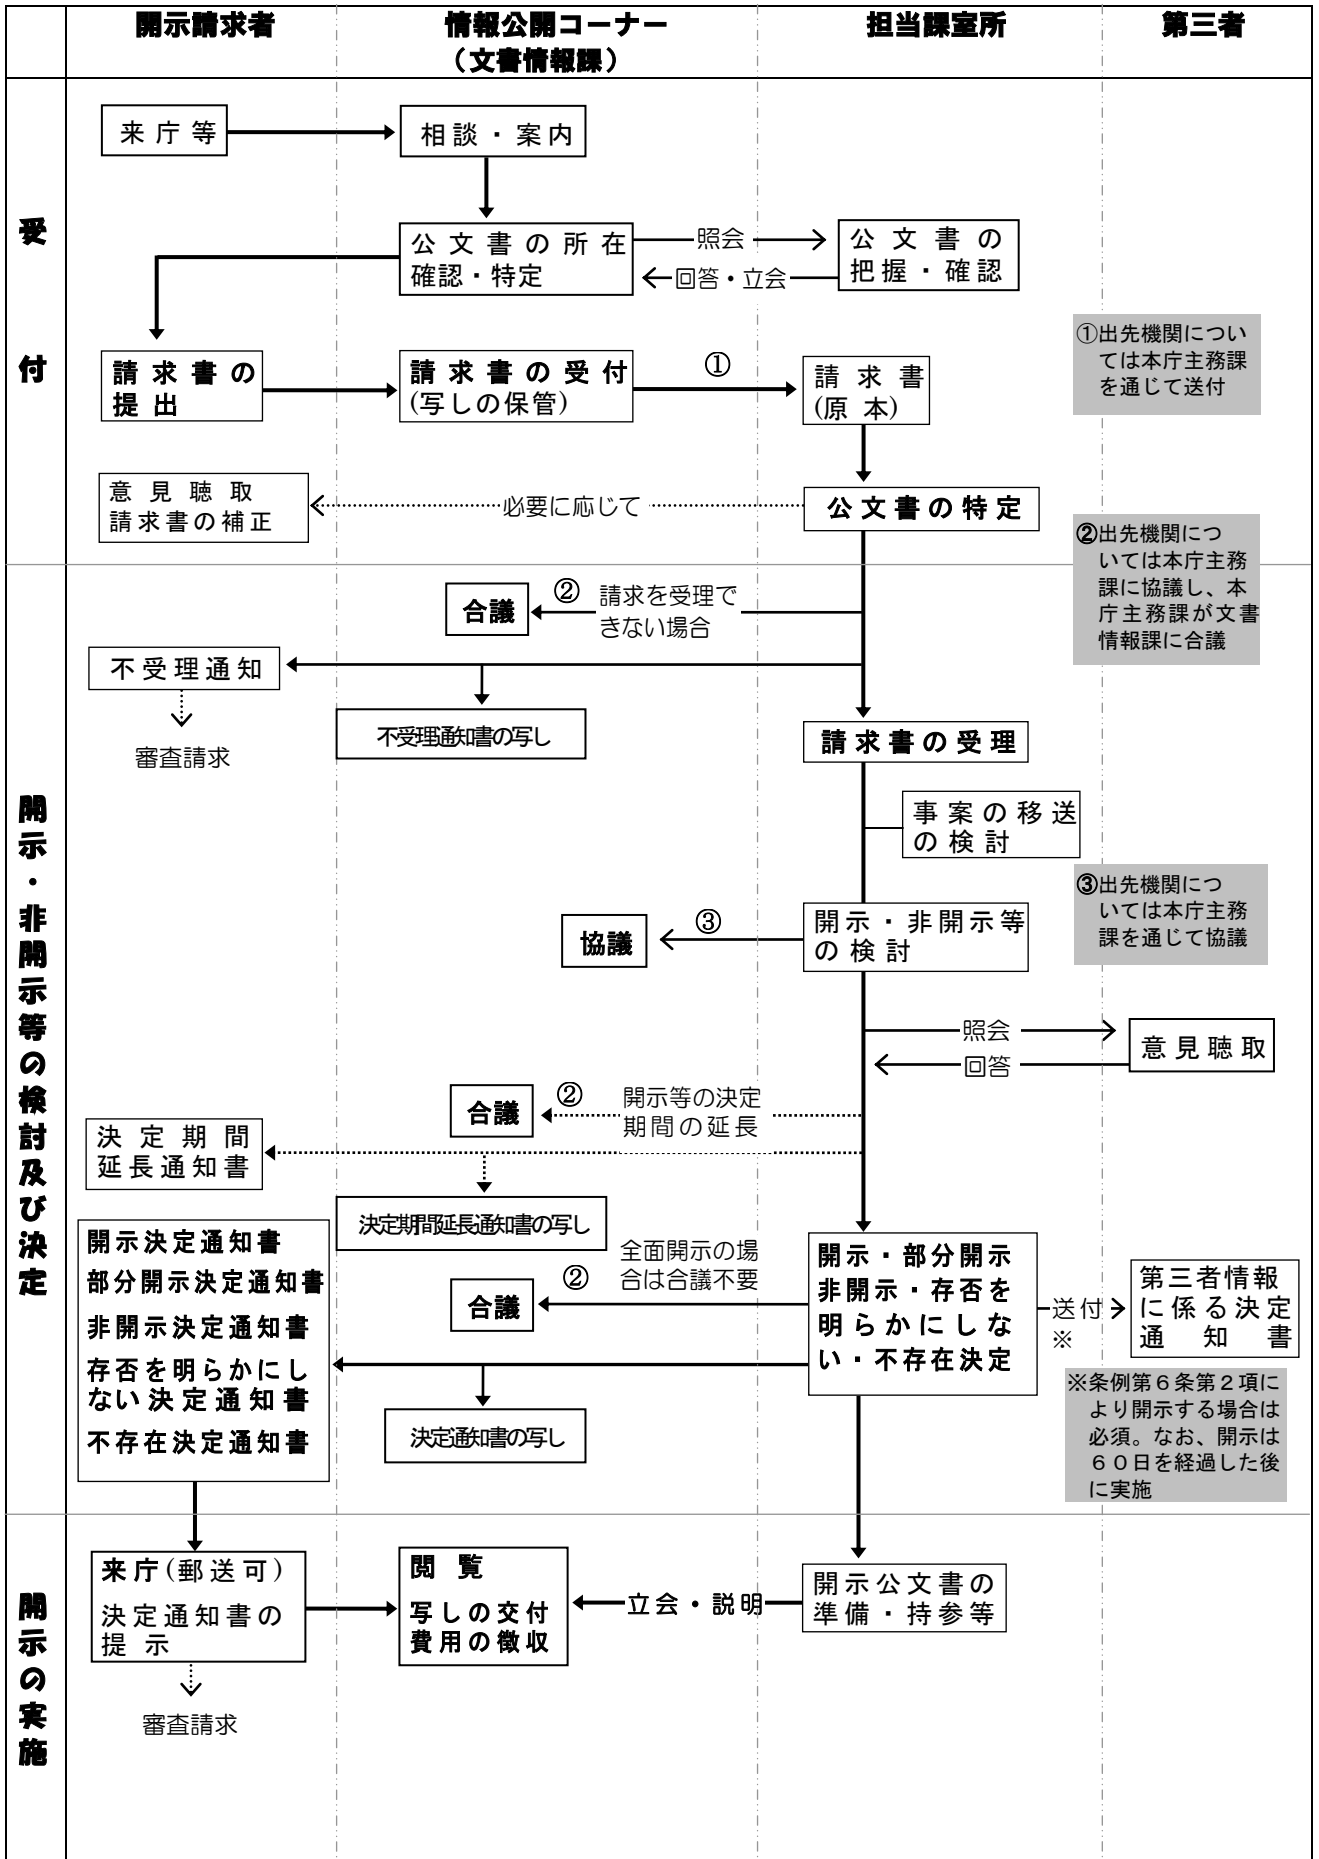 開示請求者
情報公開コーナー
（文書情報課）
担当課室所
第三者
受
付
来庁等
相談・案内
公文書の所在
確認・特定
照会
回答・立会
公文書の
把握・確認
請求書の
提出
請求書の受付
(写しの保管)
①
請求書
(原本)
①出先機関につい
ては本庁主務課
を通じて送付
意見聴取
請求書の補正
必要に応じて
公文書の特定
②出先機関につ
いては本庁主務
課に協議し、本
庁主務課が文書
情報課に合議
開示・非開示等の検討及び決定
合議
②
請求を受理で
きない場合
不受理通知
不受理通知書の写し
審査請求
請求書の受理
事案の移送
の検討
③出先機関につ
いては本庁主務
課を通じて協議
協議
③
開示・非開示等
の検討
照会
回答
意見聴取
合議
②
開示等の決定
期間の延長
決定期間
延長通知書
決定期間延長通知書の写し
開示決定通知書
部分開示決定通知書
非開示決定通知書
存否を明らかにし
ない決定通知書
不存在決定通知書
合議
②
全面開示の場
合は合議不要
開示・部分開示
非開示・存否を
明らかにしな
い・不存在決定
送付
※
第三者情報
に係る決定
通知書
決定通知書の写し
※条例第６条第２項に
より開示する場合は
必須。なお、開示は
６０日を経過した後
に実施
開示の実施
来庁(郵送可)
決定通知書の
提示
閲覧
写しの交付
費用の徴収
立会・説明
開示公文書の
準備・持参等
審査請求